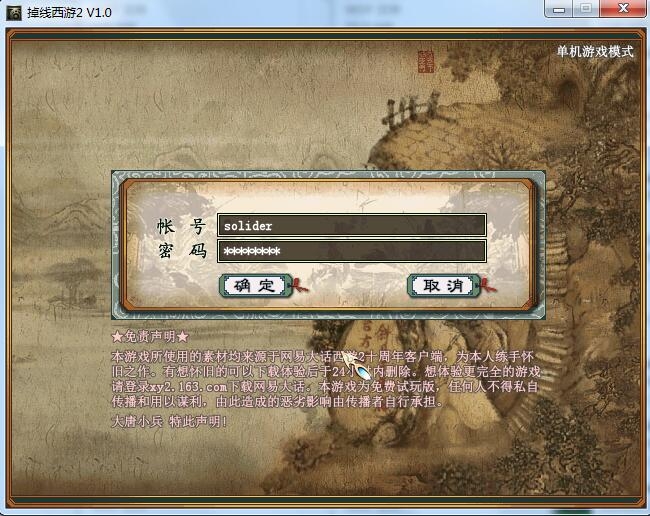 掉线西游2 V1.0
单机游戏模式
帐 号
solider
密 码
********
确定
取消
★免责声明★
本游戏所使用的素材均来源于网易大话西游2十周年客户端，为本人练手怀
旧之作。有想怀旧的可以下载体验后于24小时内删除。想体验更完全的游戏
请登录xy2.163.com下载网易大话。本游戏为免费试玩版，任何人不得私自
传播和用以谋利，由此造成的恶劣影响由传播者自行承担。
大唐小兵 特此声明!